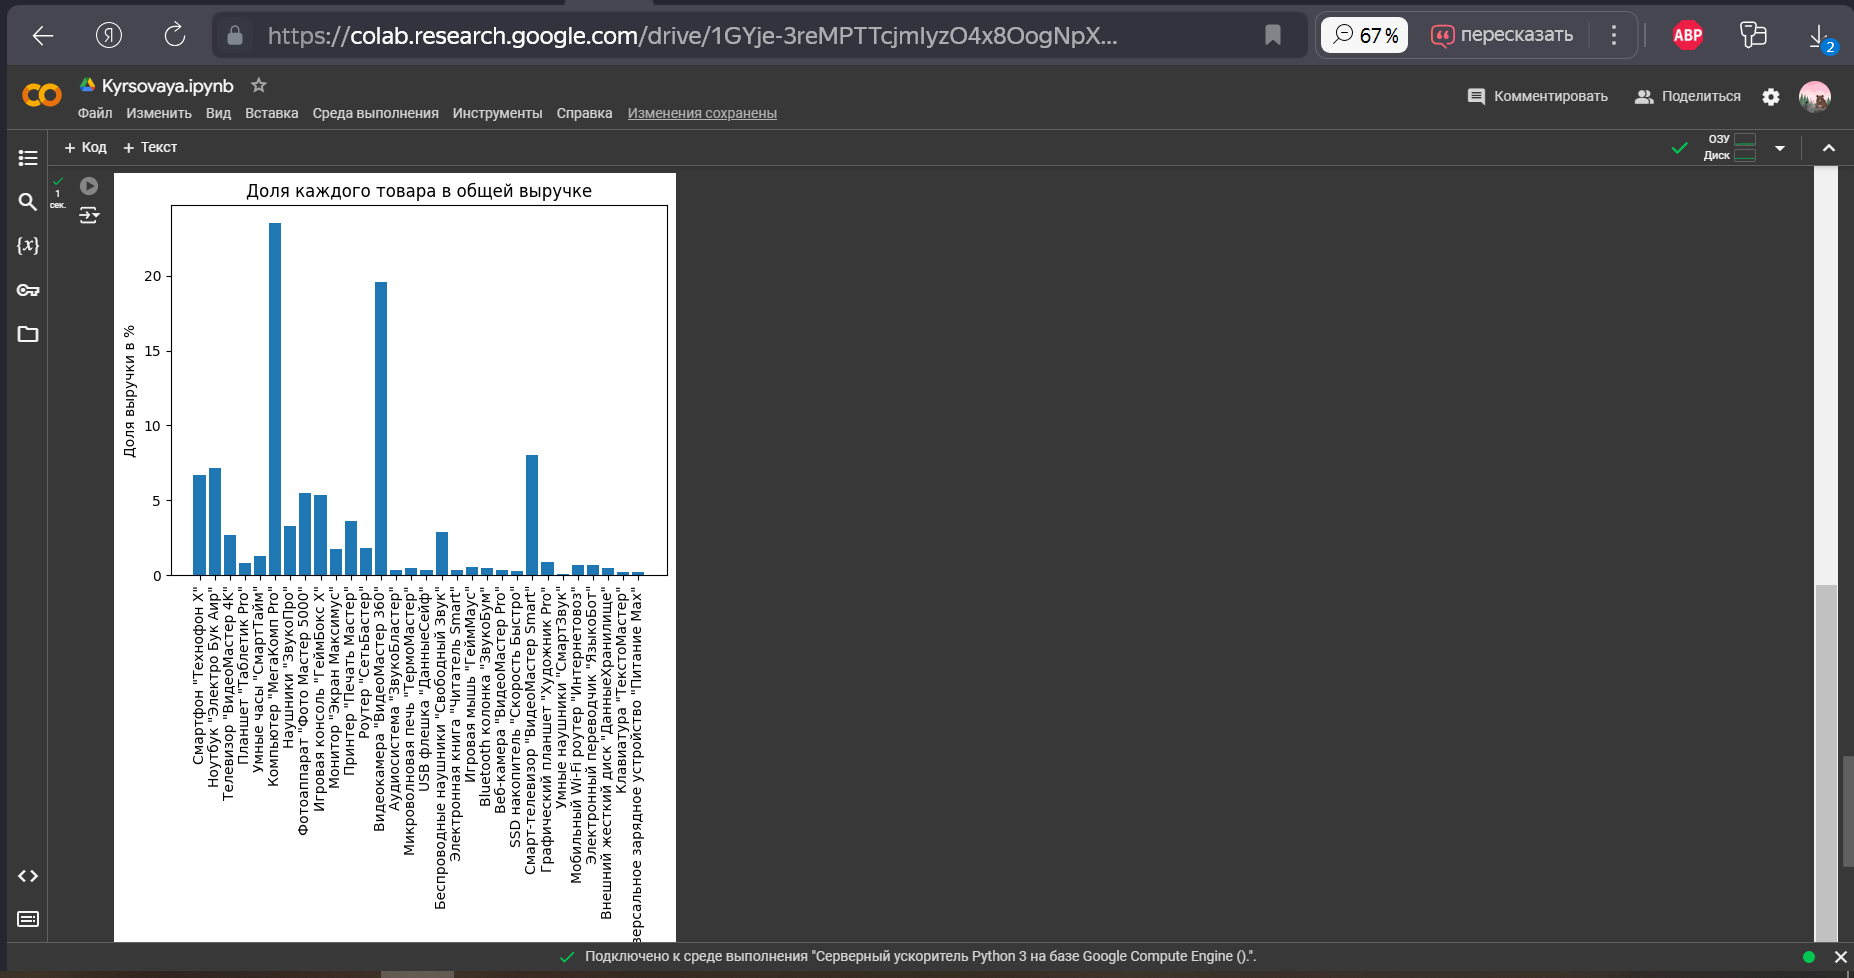 https://colab.research.google.com/drive/1GYje-3reMPTTcjmIyzO4x8OogNpX...
67 %
пересказать
ABP
2
Kyrsovaya.ipynb
Файл Изменить Вид Вставка Среда выполнения Инструменты Справка Изменения сохранены
Комментировать
Поделиться
+ Код + Текст
ОЗУ
Диск
1
сек.
{x}
Доля каждого товара в общей выручке
Доля выручки в %
20
15
10
5
0
Смартфон "Технофон X"
Ноутбук "Электро Бук Аир"
Телевизор "ВидеоМастер 4K"
Планшет "Таблетик Pro"
Умные часы "СмартТайм"
Компьютер "МегаКомп Pro"
Наушники "ЗвукоПро"
Фотоаппарат "Фото Мастер 5000"
Игровая консоль "ГеймБокс X"
Монитор "Экран Максимус"
Принтер "Печать Мастер"
Роутер "СетьБастер"
Видеокамера "ВидеоМастер 360"
Аудиосистема "ЗвукоБластер"
Микроволновая печь "ТермоМастер"
USB флешка "ДанныеСейф"
Беспроводные наушники "Свободный Звук"
Электронная книга "Читатель Smart"
Игровая мышь "ГеймМаус"
Bluetooth колонка "ЗвукоБум"
Веб-камера "ВидеоМастер Pro"
SSD накопитель "Скорость Быстро"
Смарт-телевизор "ВидеоМастер Smart"
Графический планшет "Художник Pro"
Умные наушники "СмартЗвук"
Мобильный Wi-Fi роутер "Интернетовоз"
Электронный переводчик "ЯзыкоБот"
Внешний жесткий диск "ДанныеХранилище"
Клавиатура "ТекстоМастер"
версальное зарядное устройство "Питание Max"
Подключено к среде выполнения "Серверный ускоритель Python 3 на базе Google Compute Engine ().".